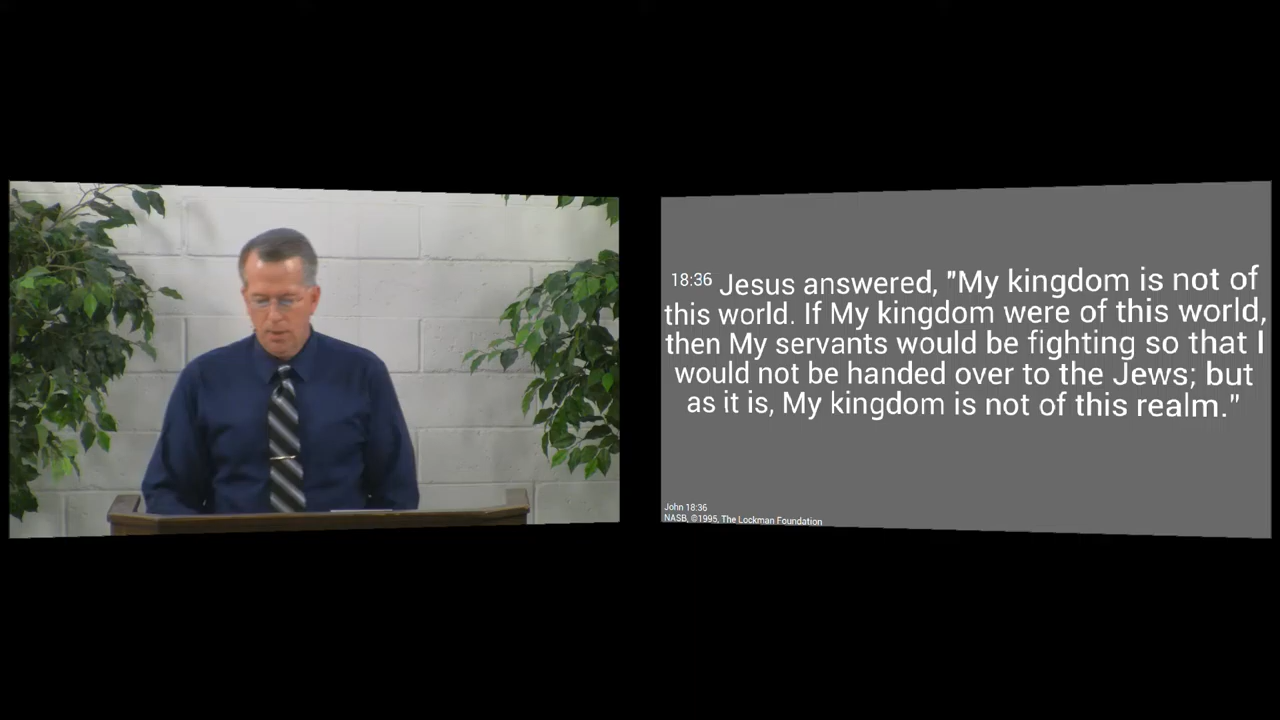 18:36 Jesus answered, "My kingdom is not of
this world. If My kingdom were of this world,
then My servants would be fighting so that I
would not be handed over to the Jews; but
as it is, My kingdom is not of this realm."
John 18:36
NASB, ©1995, The Lockman Foundation